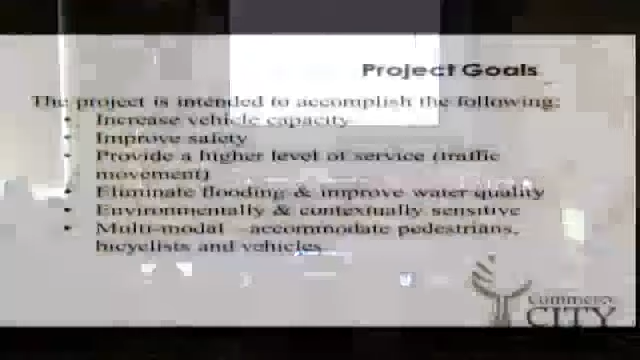 Project Goals
The project is intended to accomplish the following:
• Increase vehicle capacity
• Improve safety
• Provide a higher level of service (traffic
movement)
• Eliminate flooding & improve water quality
• Environmentally & contextually sensitive
• Multi-modal –accommodate pedestrians,
bicyclists and vehicles
Commerce
CITY